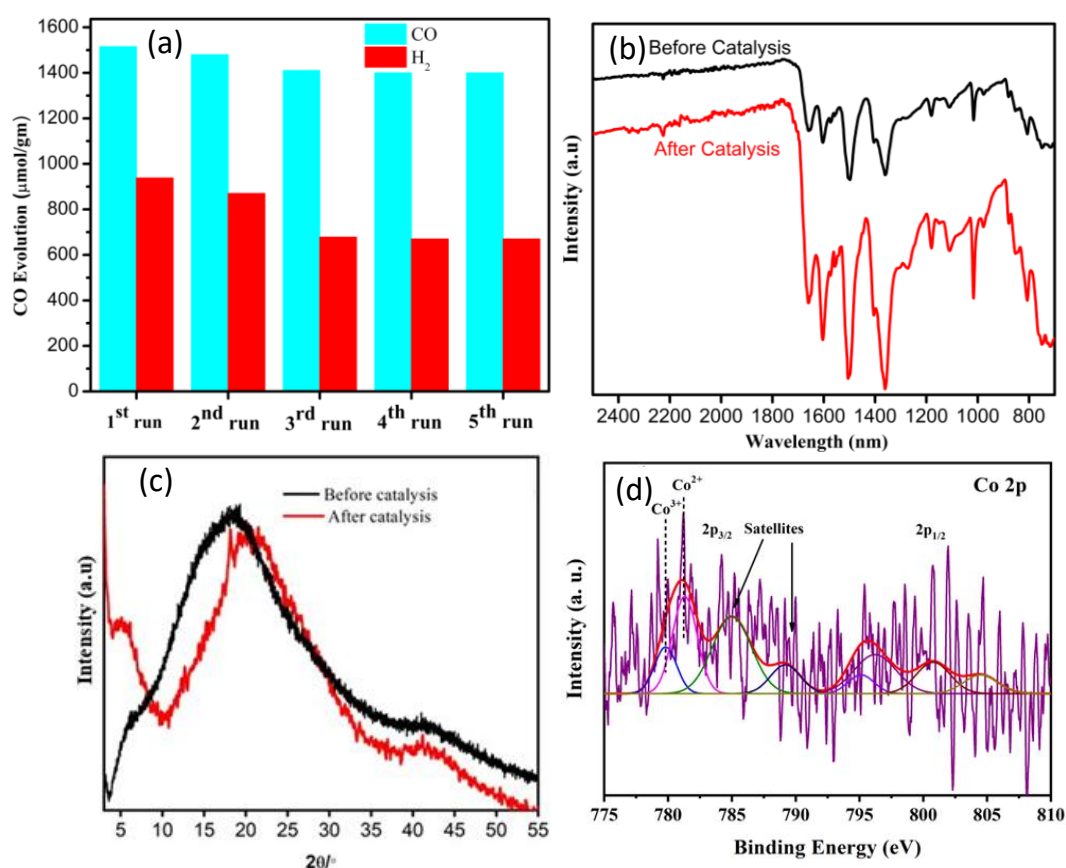 (a)
CO
H₂
1600
1400
1200
1000
800
600
400
200
0
CO Evolution (μmol/gm)
1ˢᵗ run 2ⁿᵈ run 3ʳᵈ run 4ᵗʰ run 5ᵗʰ run
(b)
Before Catalysis
After Catalysis
Intensity (a.u)
2400 2200 2000 1800 1600 1400 1200 1000 800
Wavelength (nm)
(c)
Before catalysis
After catalysis
Intensity (a.u)
5 10 15 20 25 30 35 40 45 50 55
2θ/°
(d)
Co 2p
Co²⁺
Co³⁺
2p₃/₂
Satellites
2p₁/₂
Intensity (a. u.)
775 780 785 790 795 800 805 810
Binding Energy (eV)